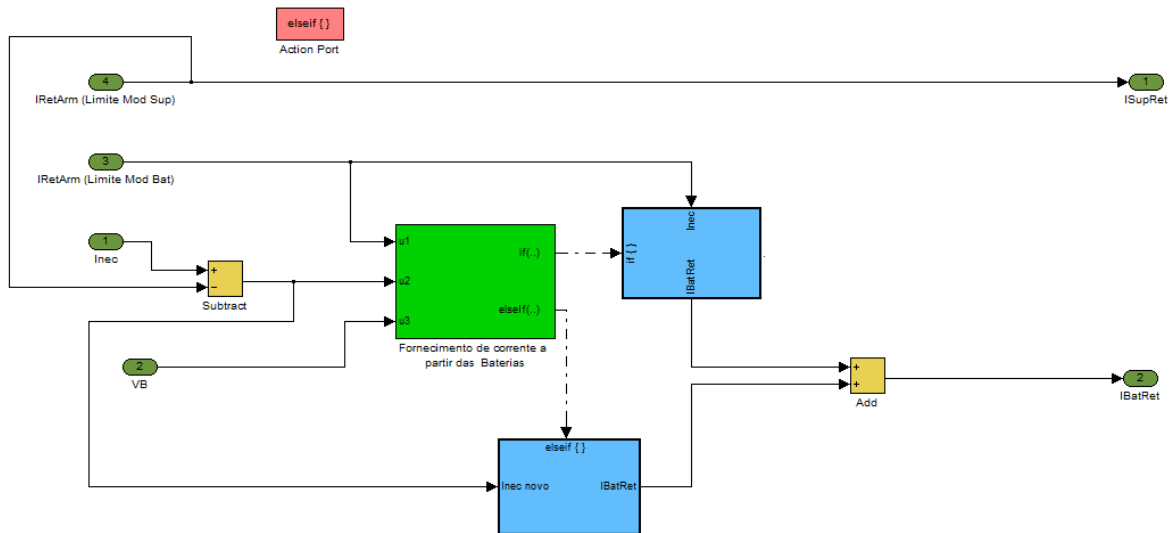 elseif { }
Action Port
4
IRetArm (Limite Mod Sup)
1
ISupRet
3
IRetArm (Limite Mod Bat)
Inec
if { }
IBatRet
1
Inec
+
−
Subtract
u1
if(..)
u2
elseif(..)
u3
Fornecimento de corrente a
partir das Baterias
2
VB
+
+
Add
2
IBatRet
elseif { }
Inec novo
IBatRet